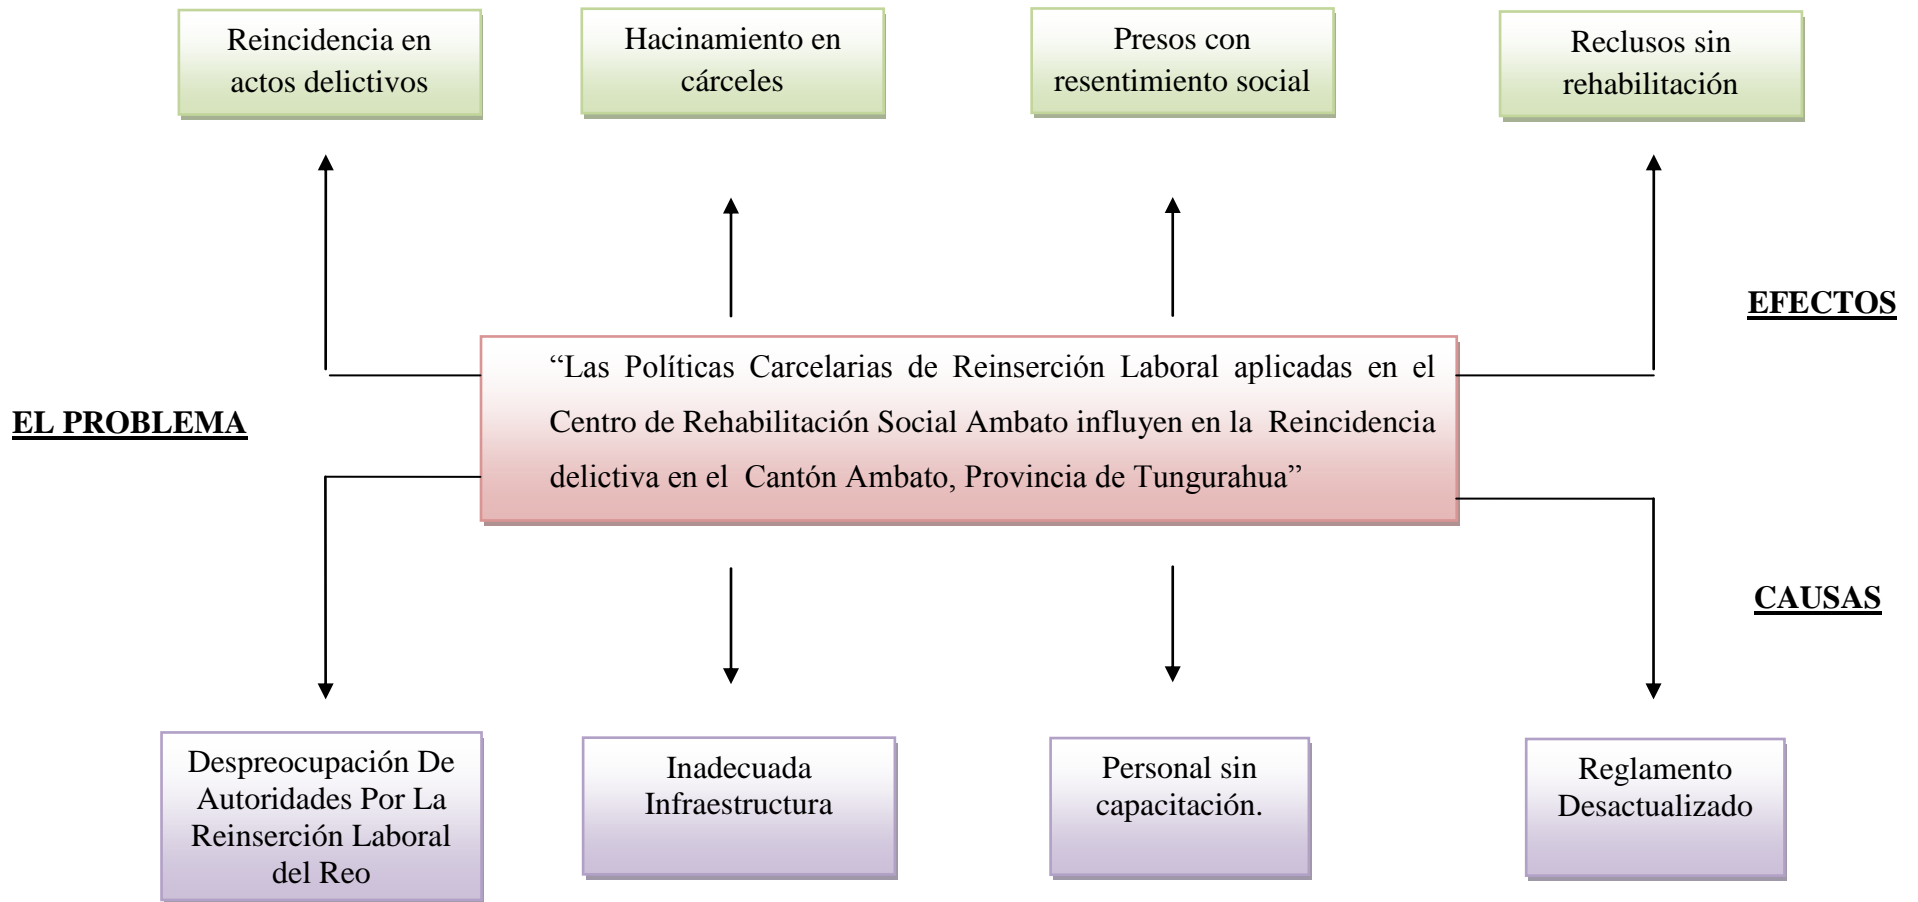 Reincidencia en
actos delictivos
Hacinamiento en
cárceles
Presos con
resentimiento social
Reclusos sin
rehabilitación
EFECTOS
“Las Políticas Carcelarias de Reinserción Laboral aplicadas en el
Centro de Rehabilitación Social Ambato influyen en la Reincidencia
delictiva en el Cantón Ambato, Provincia de Tungurahua”
EL PROBLEMA
CAUSAS
Despreocupación De
Autoridades Por La
Reinserción Laboral
del Reo
Inadecuada
Infraestructura
Personal sin
capacitación.
Reglamento
Desactualizado